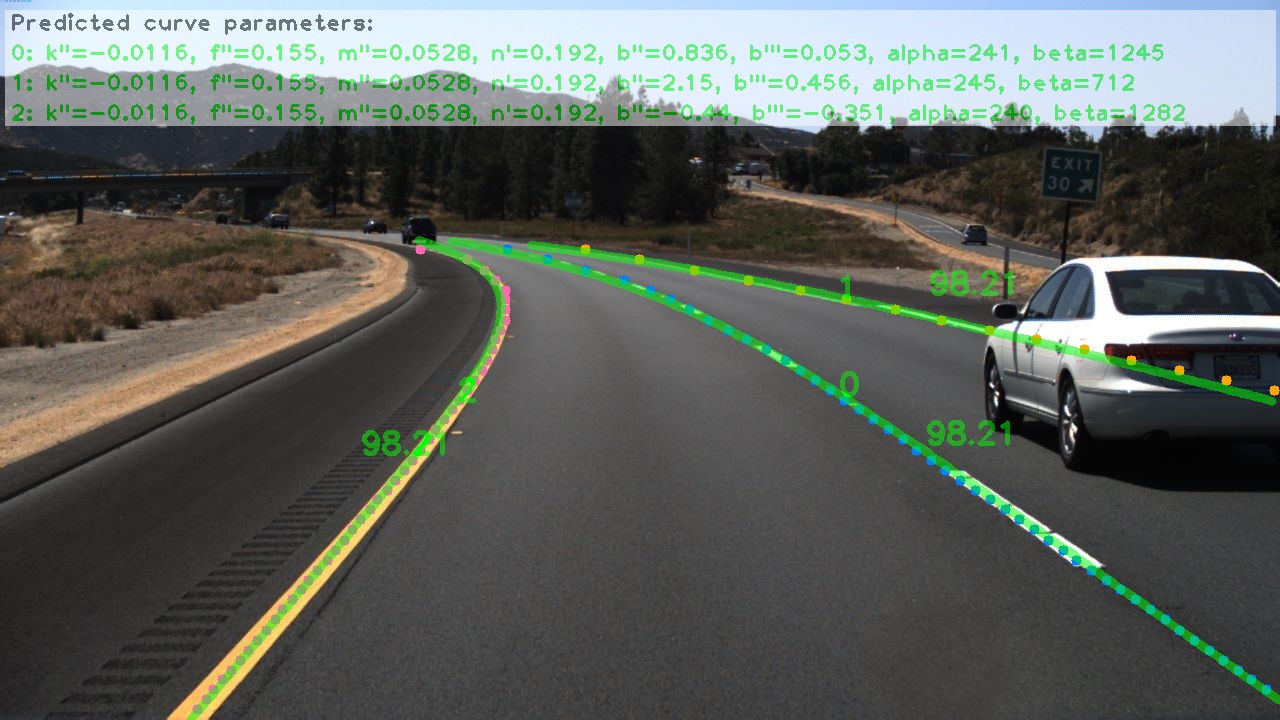 Predicted curve parameters:
0: k''=-0.0116, f''=0.155, m''=0.0528, n'=0.192, b''=0.836, b'''=0.053, alpha=241, beta=1245
1: k''=-0.0116, f''=0.155, m''=0.0528, n'=0.192, b''=2.15, b'''=0.456, alpha=245, beta=712
2: k''=-0.0116, f''=0.155, m''=0.0528, n'=0.192, b''=-0.44, b'''=-0.351, alpha=240, beta=1282
EXIT
30
1 98.21
0
2
98.21
98.21